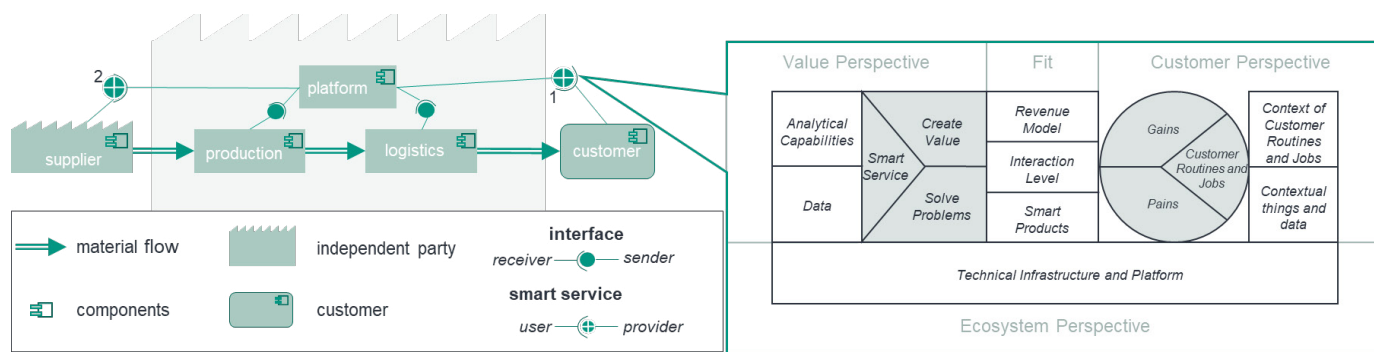 2
platform
1
supplier
production
logistics
customer
material flow
independent party
interface
receiver
sender
components
customer
smart service
user
provider
Value Perspective
Fit
Customer Perspective
Analytical
Capabilities
Data
Smart
Service
Create
Value
Solve
Problems
Revenue
Model
Interaction
Level
Smart
Products
Gains
Customer
Routines and
Jobs
Pains
Context of
Customer
Routines
and Jobs
Contextual
things and
data
Technical Infrastructure and Platform
Ecosystem Perspective